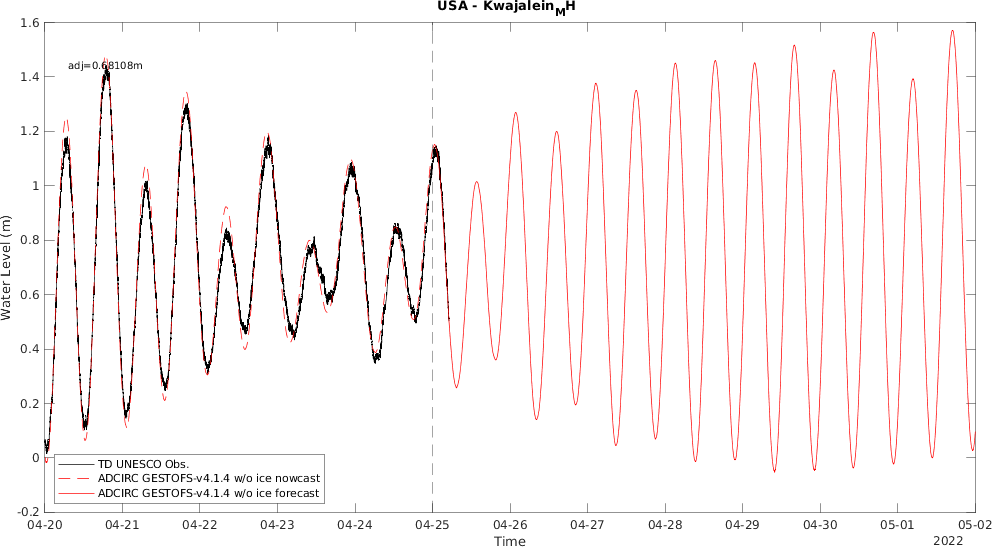 USA - Kwajalein_MH
1.6
adj=0.68108m
1.4
1.2
1
0.8
0.6
0.4
0.2
0
-0.2
Water Level (m)
TD UNESCO Obs.
ADCIRC GESTOFS-v4.1.4 w/o ice nowcast
ADCIRC GESTOFS-v4.1.4 w/o ice forecast
04-20 04-21 04-22 04-23 04-24 04-25 04-26 04-27 04-28 04-29 04-30 05-01 05-02
Time
2022